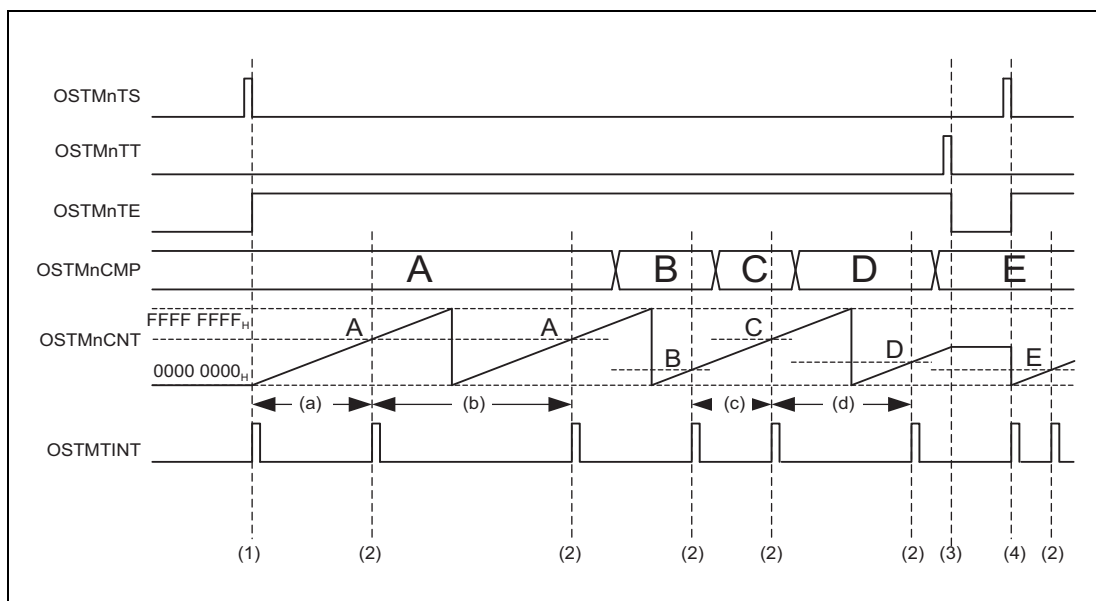 OSTMnTS
OSTMnTT
OSTMnTE
OSTMnCMP A B C D E
FFFF FFFFH
OSTMnCNT A A B C D E
0000 0000H
(a) (b) (c) (d)
OSTMTINT
(1) (2) (2) (2) (2) (2) (3) (4) (2)